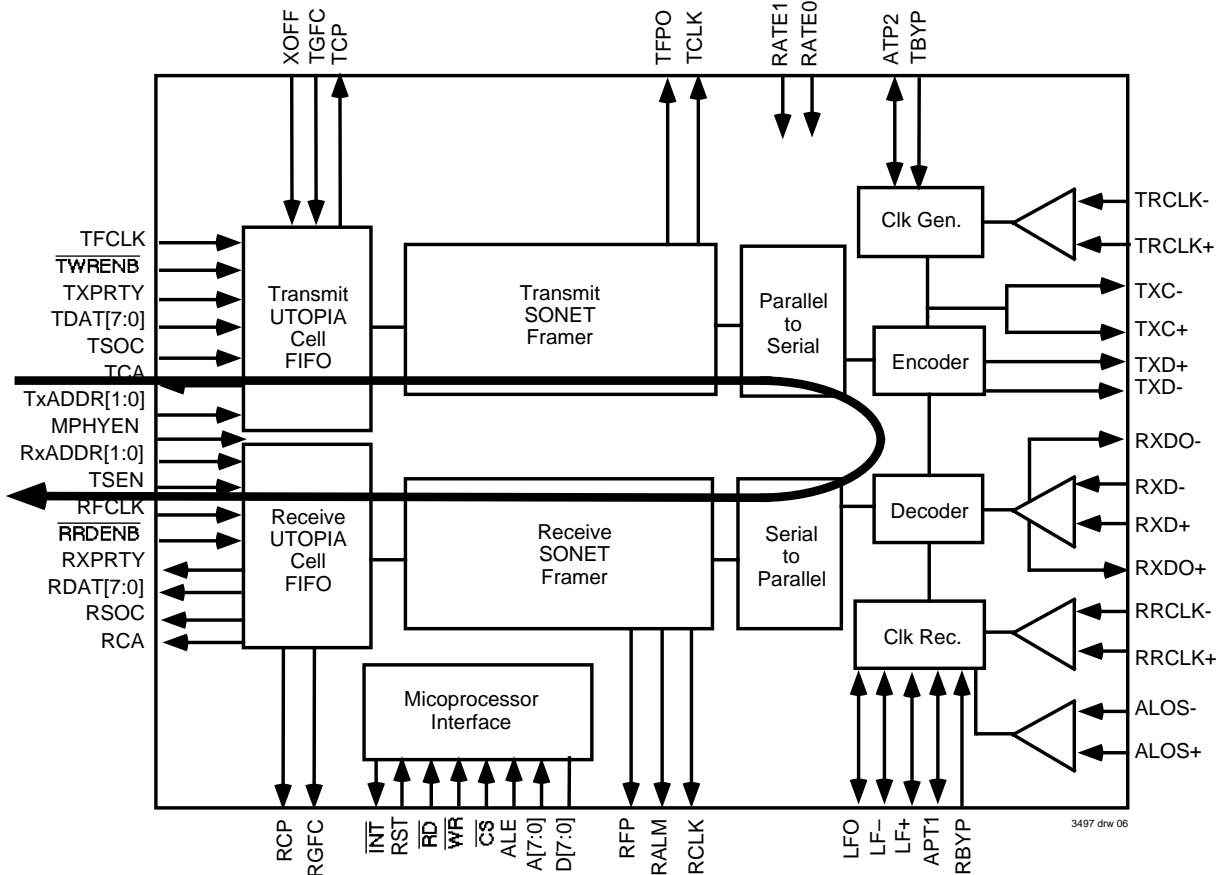 XOFF
TGFC
TCP
TFPO
TCLK
RATE1
RATE0
ATP2
TBYP
TFCLK
TWRENB
TXPRTY
TDAT[7:0]
TSOC
TCA
TxADDR[1:0]
MPHYEN
RxADDR[1:0]
TSEN
RFCLK
RRDENB
RXPRTY
RDAT[7:0]
RSOC
RCA
Transmit
UTOPIA
Cell
FIFO
Transmit
SONET
Framer
Parallel
to
Serial
Clk Gen.
Encoder
Receive
UTOPIA
Cell
FIFO
Receive
SONET
Framer
Serial
to
Parallel
Decoder
Clk Rec.
Micoprocessor
Interface
TRCLK-
TRCLK+
TXC-
TXC+
TXD+
TXD-
RXDO-
RXD-
RXD+
RXDO+
RRCLK-
RRCLK+
ALOS-
ALOS+
RCP
RGFC
INT
RST
RD
WR
CS
ALE
A[7:0]
D[7:0]
RFP
RALM
RCLK
LFO
LF–
LF+
APT1
RBYP
3497 drw 06